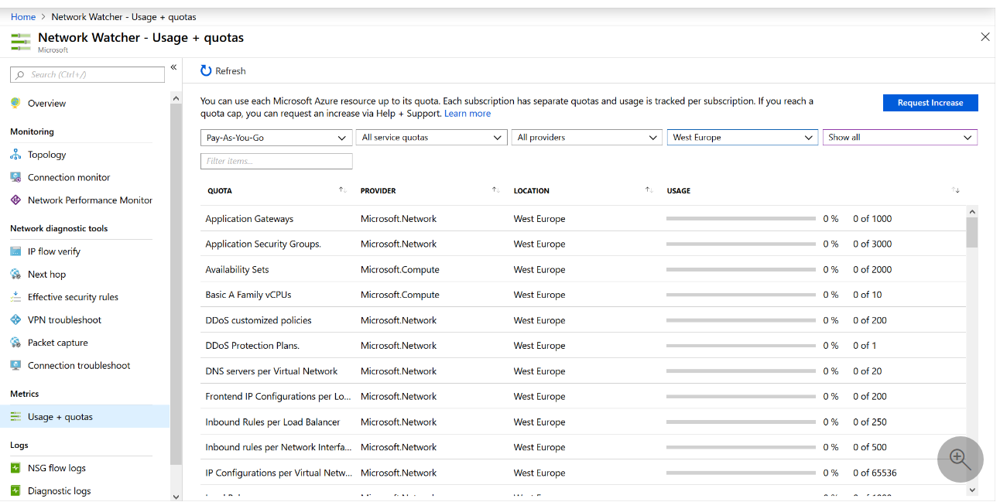 Home > Network Watcher - Usage + quotas
Network Watcher - Usage + quotas
Microsoft
Search (Ctrl+/)
«
Overview
Monitoring
Topology
Connection monitor
Network Performance Monitor
Network diagnostic tools
IP flow verify
Next hop
Effective security rules
VPN troubleshoot
Packet capture
Connection troubleshoot
Metrics
Usage + quotas
Logs
NSG flow logs
Diagnostic logs
Refresh
You can use each Microsoft Azure resource up to its quota. Each subscription has separate quotas and usage is tracked per subscription. If you reach a
quota cap, you can request an increase via Help + Support. Learn more
Request Increase
Pay-As-You-Go All service quotas All providers West Europe Show all
Filter items...
QUOTA PROVIDER LOCATION USAGE
Application Gateways Microsoft.Network West Europe 0 % 0 of 1000
Application Security Groups. Microsoft.Network West Europe 0 % 0 of 3000
Availability Sets Microsoft.Compute West Europe 0 % 0 of 2000
Basic A Family vCPUs Microsoft.Compute West Europe 0 % 0 of 10
DDoS customized policies Microsoft.Network West Europe 0 % 0 of 200
DDoS Protection Plans. Microsoft.Network West Europe 0 % 0 of 1
DNS servers per Virtual Network Microsoft.Network West Europe 0 % 0 of 20
Frontend IP Configurations per Lo... Microsoft.Network West Europe 0 % 0 of 200
Inbound Rules per Load Balancer Microsoft.Network West Europe 0 % 0 of 250
Inbound rules per Network Interfa... Microsoft.Network West Europe 0 % 0 of 500
IP Configurations per Virtual Netw... Microsoft.Network West Europe 0 % 0 of 65536